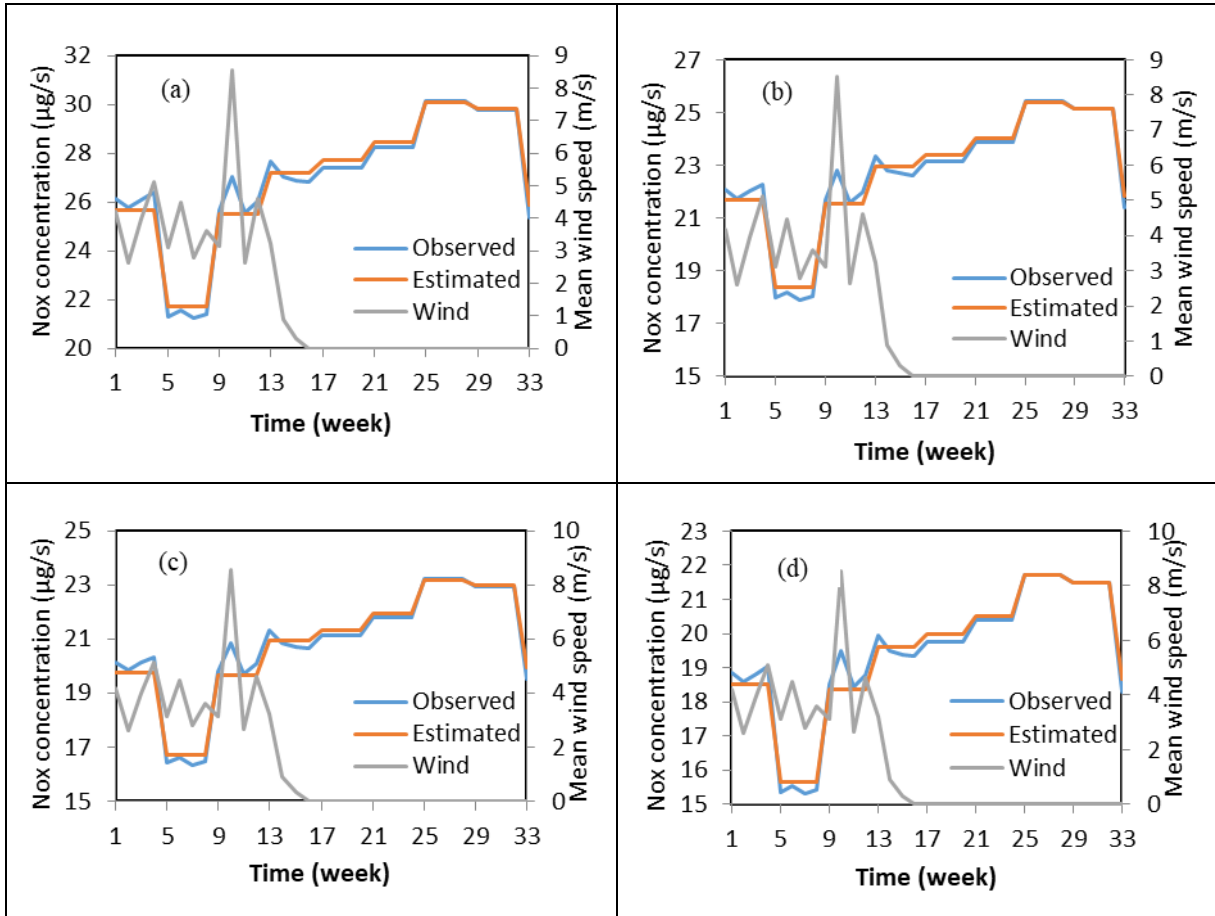 (a)
Nox concentration (µg/s)
32
30
28
26
24
22
20
9
8
7
6
5
4
3
2
1
0
Mean wind speed (m/s)
Observed
Estimated
Wind
1 5 9 13 17 21 25 29 33
Time (week)
(b)
Nox concentration (µg/s)
27
25
23
21
19
17
15
9
8
7
6
5
4
3
2
1
0
Mean wind speed (m/s)
Observed
Estimated
Wind
1 5 9 13 17 21 25 29 33
Time (week)
(c)
Nox concentration (µg/s)
25
23
21
19
17
15
10
8
6
4
2
0
Mean wind speed (m/s)
Observed
Estimated
Wind
1 5 9 13 17 21 25 29 33
Time (week)
(d)
Nox concentration (µg/s)
23
22
21
20
19
18
17
16
15
10
8
6
4
2
0
Mean wind speed (m/s)
Observed
Estimated
Wind
1 5 9 13 17 21 25 29 33
Time (week)